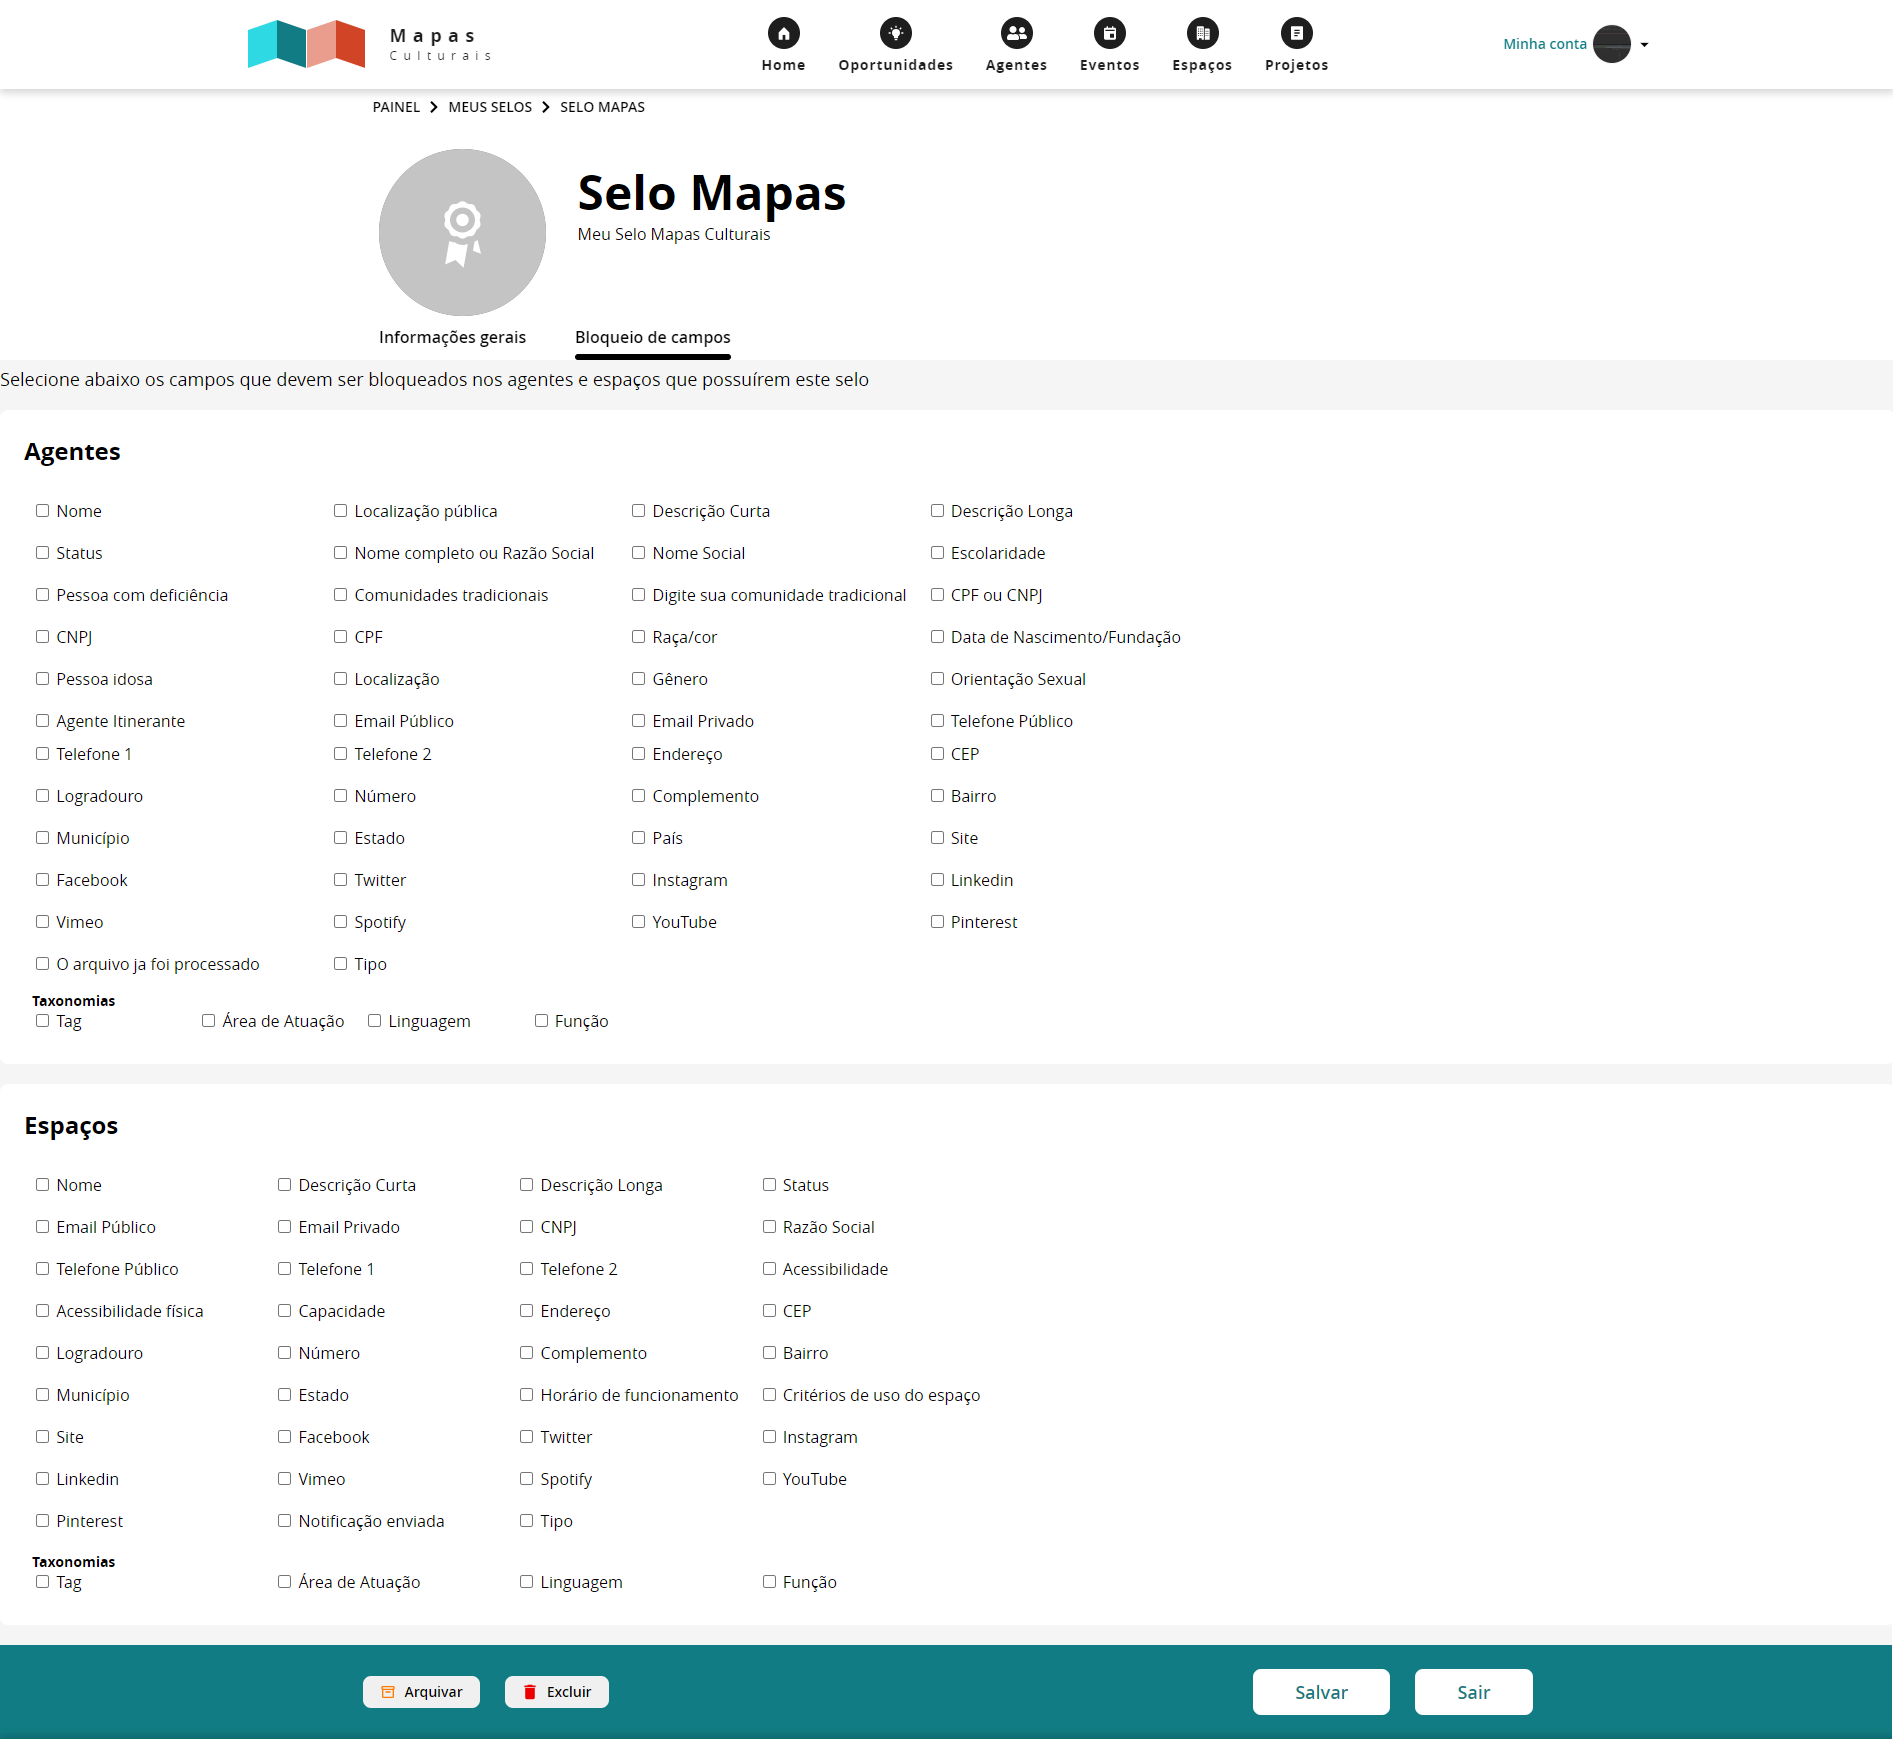 Mapas
Culturais
Home
Oportunidades
Agentes
Eventos
Espaços
Projetos
Minha conta
PAINEL
MEUS SELOS
SELO MAPAS
Selo Mapas
Meu Selo Mapas Culturais
Informações gerais
Bloqueio de campos
Selecione abaixo os campos que devem ser bloqueados nos agentes e espaços que possuírem este selo
Agentes
Nome
Localização pública
Descrição Curta
Descrição Longa
Status
Nome completo ou Razão Social
Nome Social
Escolaridade
Pessoa com deficiência
Comunidades tradicionais
Digite sua comunidade tradicional
CPF ou CNPJ
CNPJ
CPF
Raça/cor
Data de Nascimento/Fundação
Pessoa idosa
Localização
Gênero
Orientação Sexual
Agente Itinerante
Email Público
Email Privado
Telefone Público
Telefone 1
Telefone 2
Endereço
CEP
Logradouro
Número
Complemento
Bairro
Município
Estado
País
Site
Facebook
Twitter
Instagram
Linkedin
Vimeo
Spotify
YouTube
Pinterest
O arquivo ja foi processado
Tipo
Taxonomias
Tag
Área de Atuação
Linguagem
Função
Espaços
Nome
Descrição Curta
Descrição Longa
Status
Email Público
Email Privado
CNPJ
Razão Social
Telefone Público
Telefone 1
Telefone 2
Acessibilidade
Acessibilidade física
Capacidade
Endereço
CEP
Logradouro
Número
Complemento
Bairro
Município
Estado
Horário de funcionamento
Critérios de uso do espaço
Site
Facebook
Twitter
Instagram
Linkedin
Vimeo
Spotify
YouTube
Pinterest
Notificação enviada
Tipo
Taxonomias
Tag
Área de Atuação
Linguagem
Função
Arquivar
Excluir
Salvar
Sair